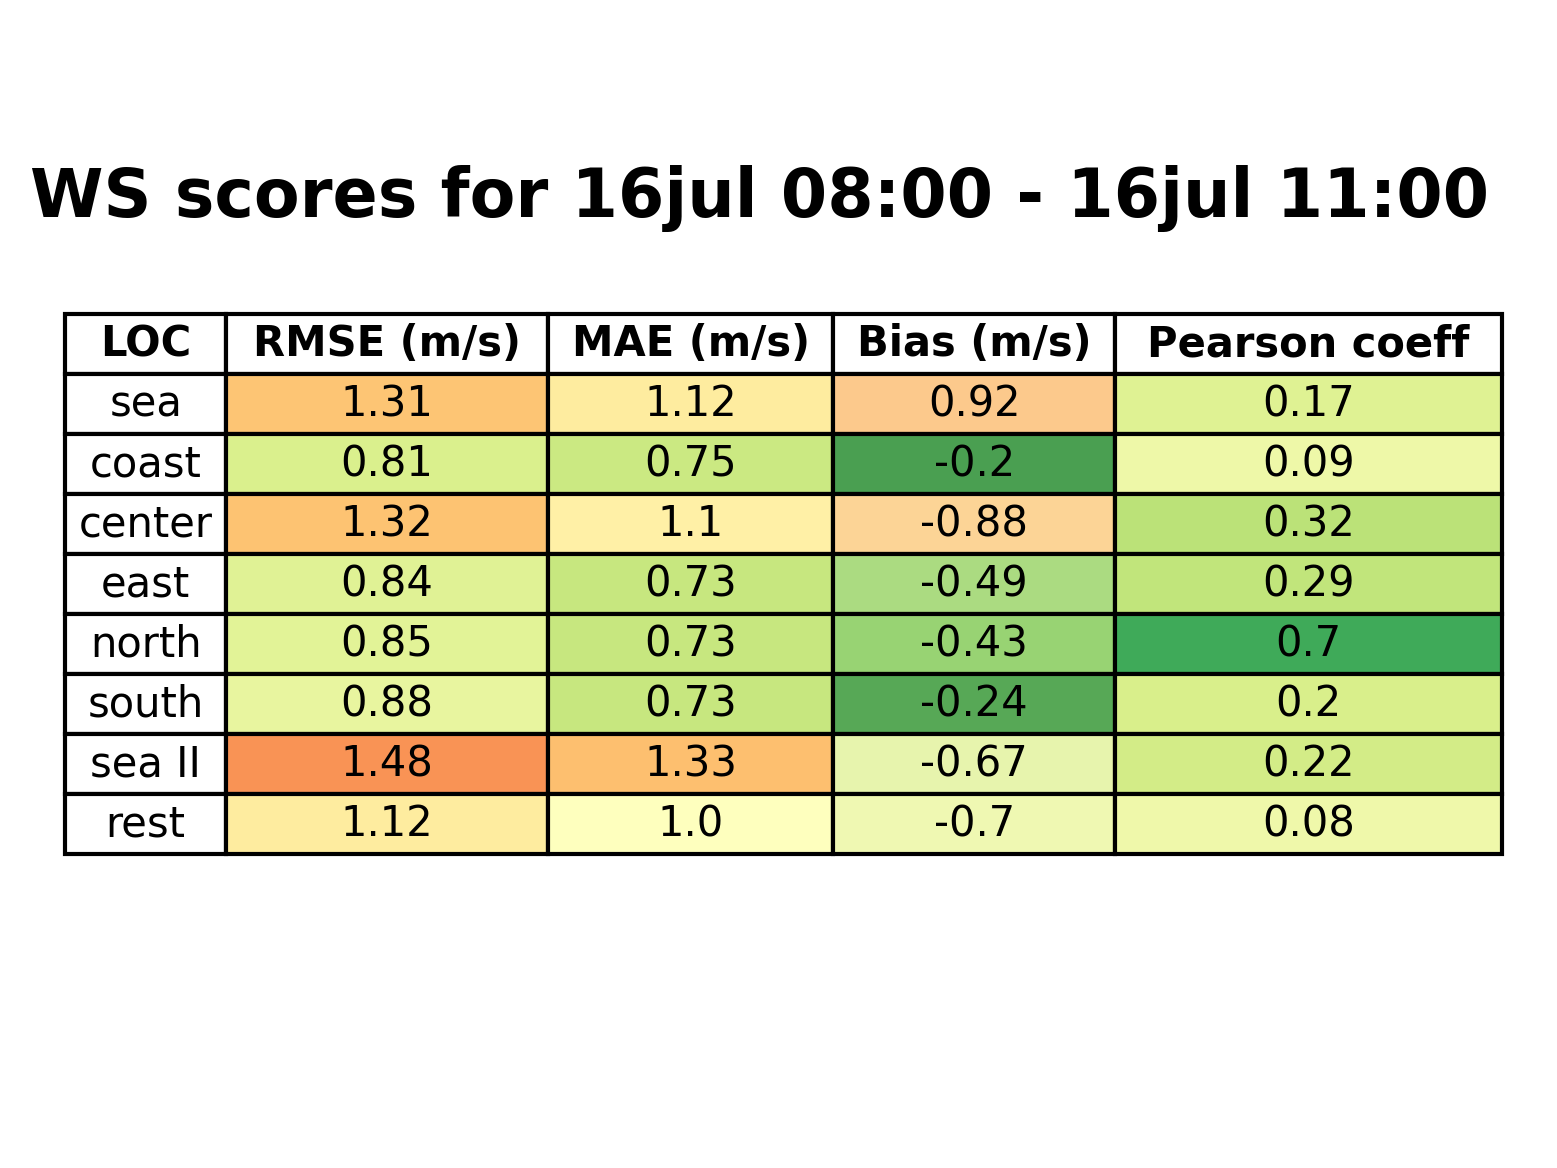 WS scores for 16jul 08:00 - 16jul 11:00
LOC RMSE (m/s) MAE (m/s) Bias (m/s) Pearson coeff
sea 1.31 1.12 0.92 0.17
coast 0.81 0.75 -0.2 0.09
center 1.32 1.1 -0.88 0.32
east 0.84 0.73 -0.49 0.29
north 0.85 0.73 -0.43 0.7
south 0.88 0.73 -0.24 0.2
sea II 1.48 1.33 -0.67 0.22
rest 1.12 1.0 -0.7 0.08